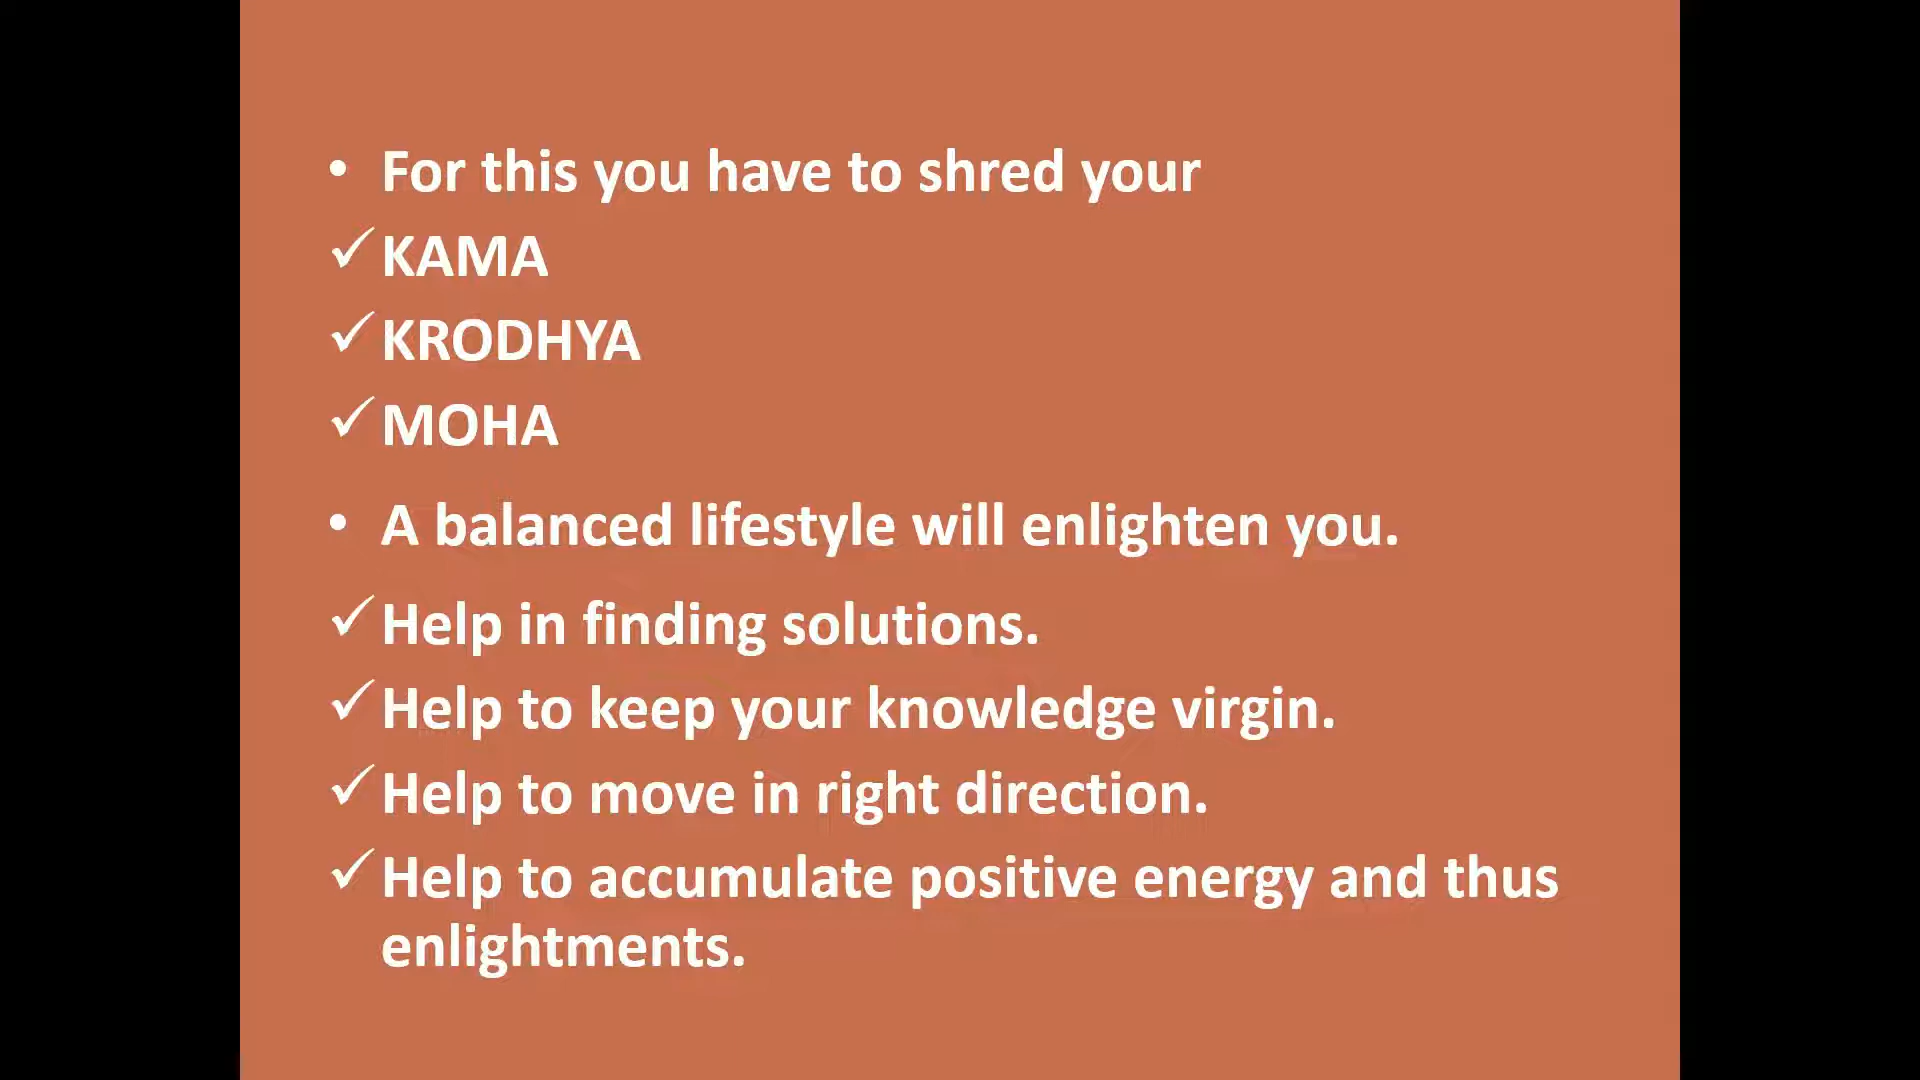 • For this you have to shred your
✓ KAMA
✓ KRODHYA
✓ MOHA
• A balanced lifestyle will enlighten you.
✓ Help in finding solutions.
✓ Help to keep your knowledge virgin.
✓ Help to move in right direction.
✓ Help to accumulate positive energy and thus
enlightments.